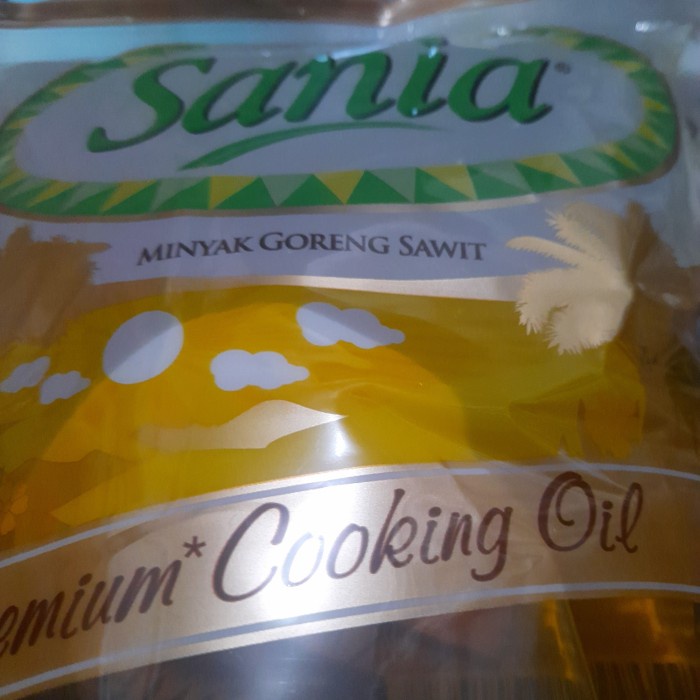 Sania®
MINYAK GORENG SAWIT
emium* Cooking Oil